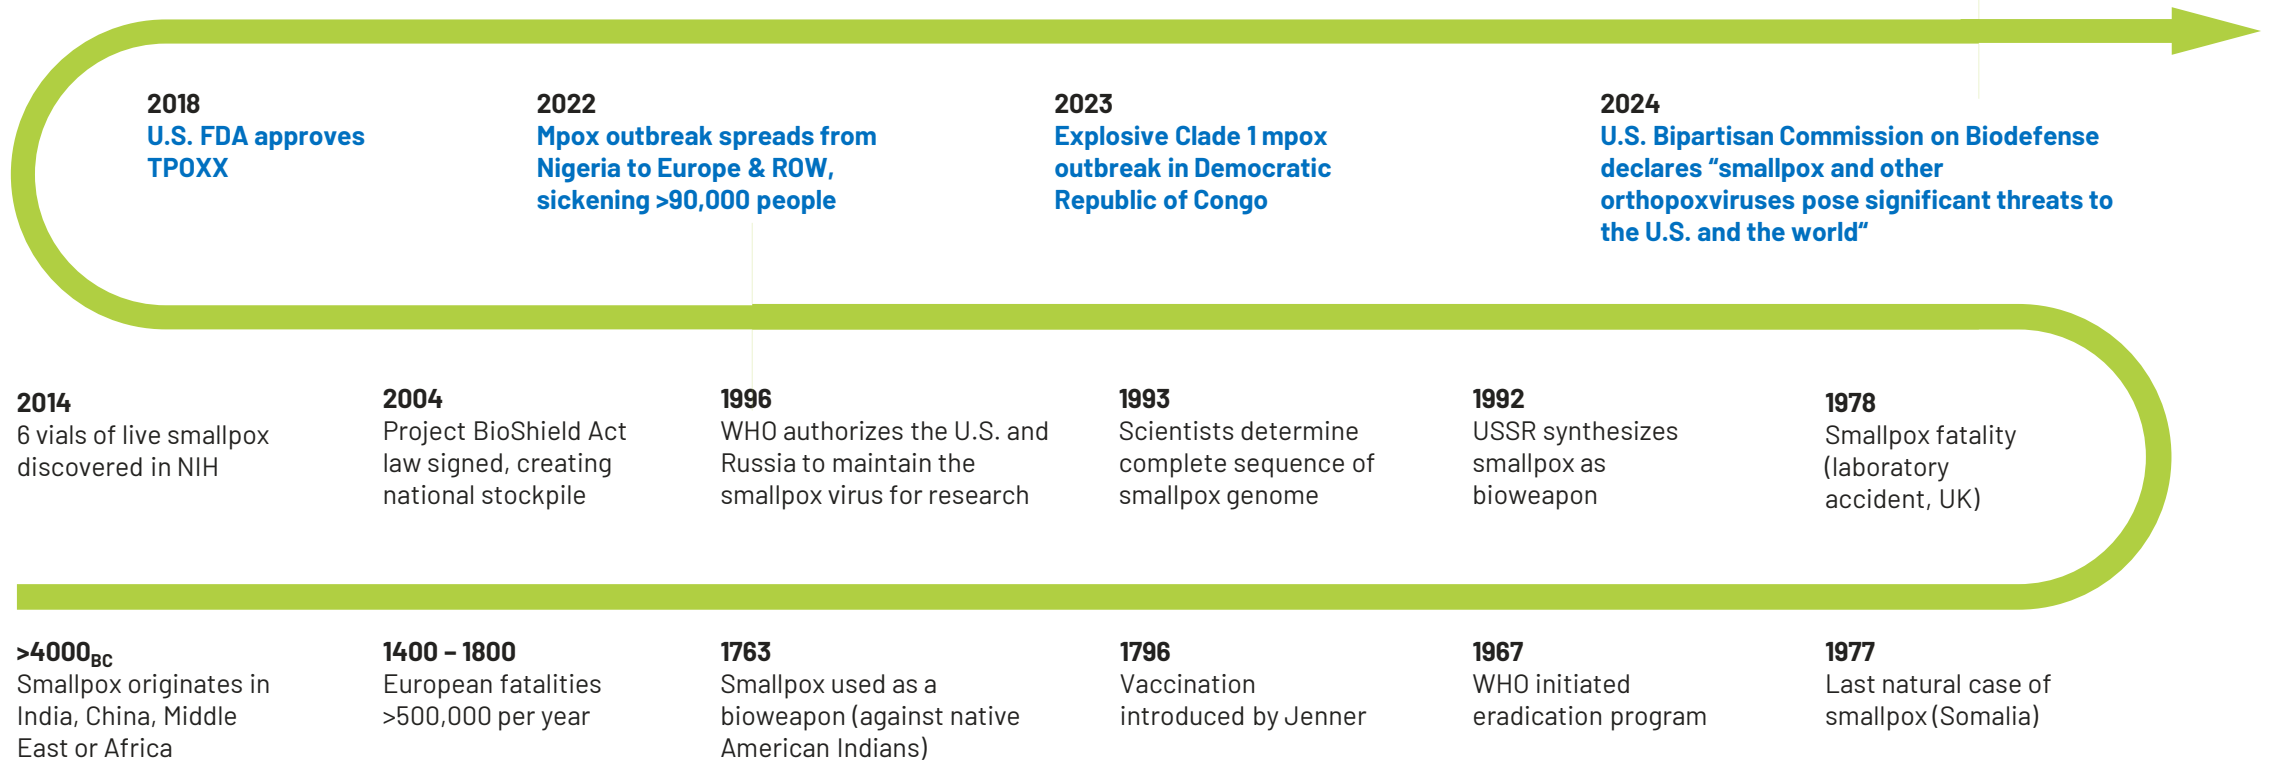 2018
U.S. FDA approves
TPOXX
2022
Mpox outbreak spreads from
Nigeria to Europe & ROW,
sickening >90,000 people
2023
Explosive Clade 1 mpox
outbreak in Democratic
Republic of Congo
2024
U.S. Bipartisan Commission on Biodefense
declares “smallpox and other
orthopoxviruses pose significant threats to
the U.S. and the world“
2014
6 vials of live smallpox
discovered in NIH
2004
Project BioShield Act
law signed, creating
national stockpile
1996
WHO authorizes the U.S. and
Russia to maintain the
smallpox virus for research
1993
Scientists determine
complete sequence of
smallpox genome
1992
USSR synthesizes
smallpox as
bioweapon
1978
Smallpox fatality
(laboratory
accident, UK)
>4000BC
Smallpox originates in
India, China, Middle
East or Africa
1400 – 1800
European fatalities
>500,000 per year
1763
Smallpox used as a
bioweapon (against native
American Indians)
1796
Vaccination
introduced by Jenner
1967
WHO initiated
eradication program
1977
Last natural case of
smallpox (Somalia)